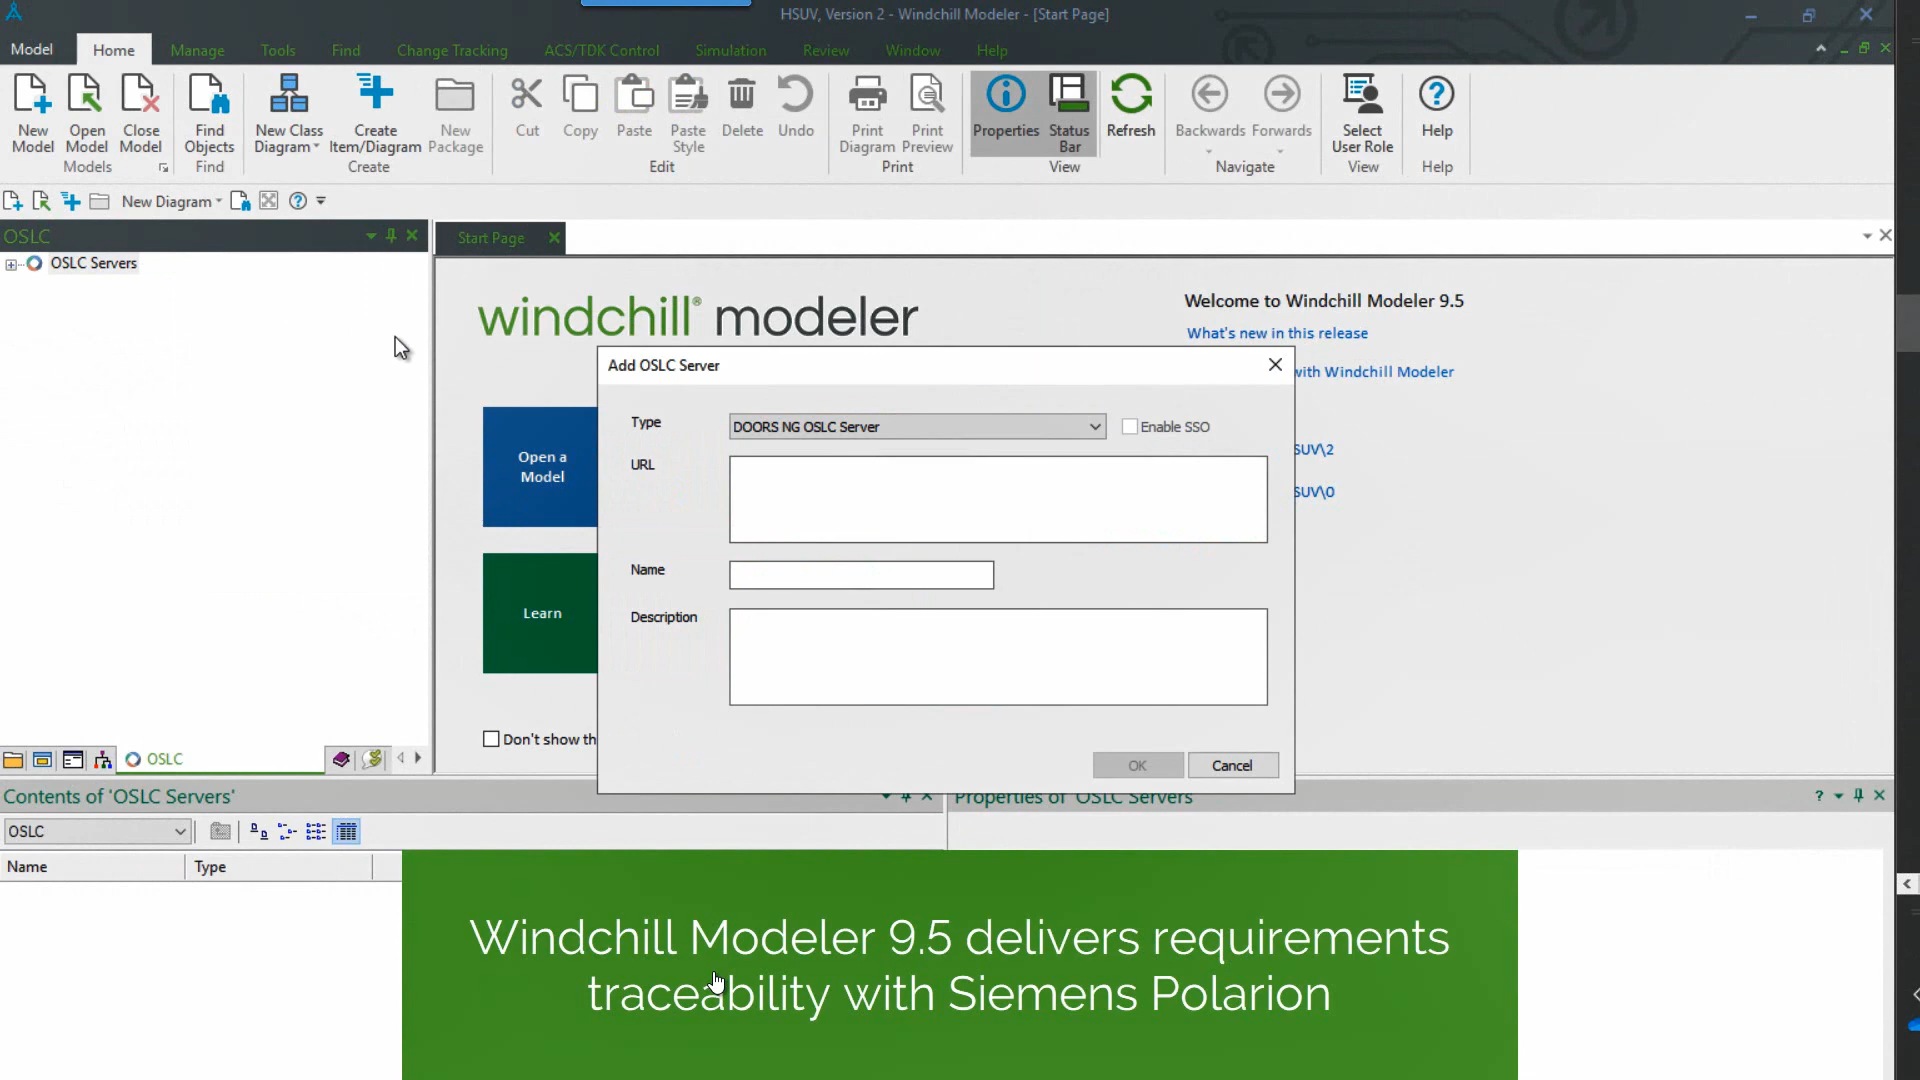 HSUV, Version 2 - Windchill Modeler - [Start Page]
Model Home Manage Tools Find Change Tracking ACS/TDK Control Simulation Review Window Help
New Model
Open Model
Close Model
Models
Find Objects
Find
New Class Diagram
Create Item/Diagram
New Package
Create
Cut
Copy
Paste
Paste Style
Delete
Undo
Edit
Print Diagram
Print Preview
Print
Properties
Status Bar
Refresh
View
Backwards
Forwards
Navigate
Select User Role
View
Help
Help
New Diagram
OSLC
OSLC Servers
OSLC
Start Page
windchill® modeler
Welcome to Windchill Modeler 9.5
What's new in this release
with Windchill Modeler
SUV\2
SUV\0
Open a
Model
Learn
Don't show th
Add OSLC Server
Type DOORS NG OSLC Server Enable SSO
URL
Name
Description
OK Cancel
Contents of 'OSLC Servers'
OSLC
Name Type
Properties of 'OSLC Servers'
Windchill Modeler 9.5 delivers requirements
traceability with Siemens Polarion